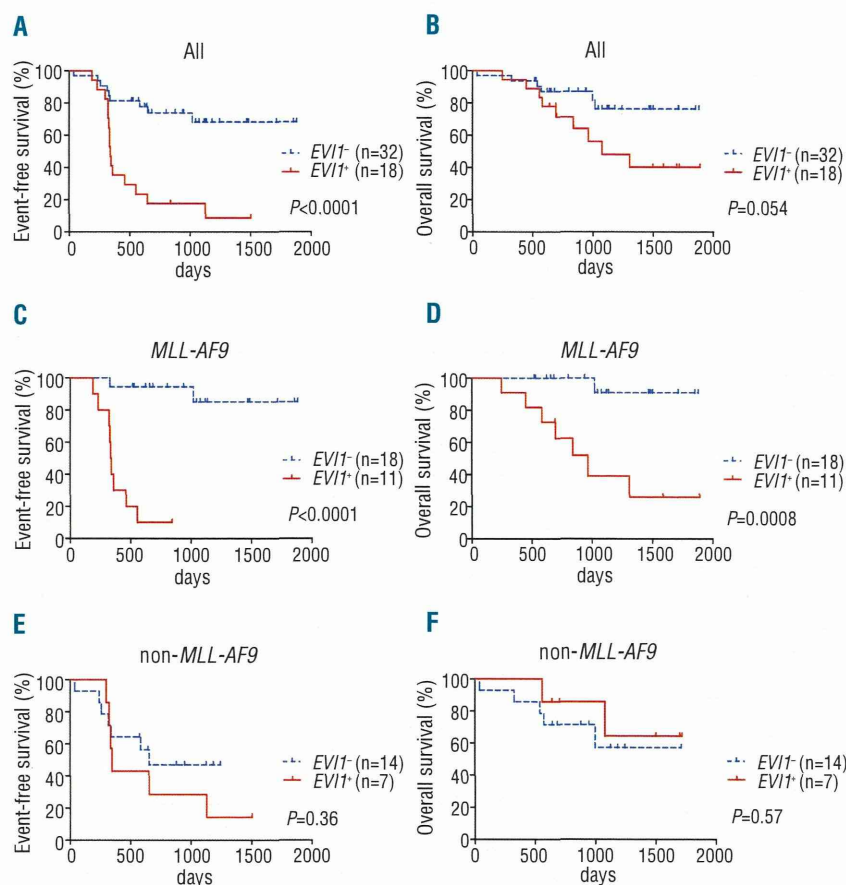 A
All
Event-free survival (%)
100
80
60
40
20
0
0 500 1000 1500 2000
days
EVI1- (n=32)
EVI1+ (n=18)
P<0.0001
B
All
Overall survival (%)
100
80
60
40
20
0
0 500 1000 1500 2000
days
EVI1- (n=32)
EVI1+ (n=18)
P=0.054
C
MLL-AF9
Event-free survival (%)
100
80
60
40
20
0
0 500 1000 1500 2000
days
EVI1- (n=18)
EVI1+ (n=11)
P<0.0001
D
MLL-AF9
Overall survival (%)
100
80
60
40
20
0
0 500 1000 1500 2000
days
EVI1- (n=18)
EVI1+ (n=11)
P=0.0008
E
non-MLL-AF9
Event-free survival (%)
100
80
60
40
20
0
0 500 1000 1500 2000
days
EVI1- (n=14)
EVI1+ (n=7)
P=0.36
F
non-MLL-AF9
Overall survival (%)
100
80
60
40
20
0
0 500 1000 1500 2000
days
EVI1- (n=14)
EVI1+ (n=7)
P=0.57